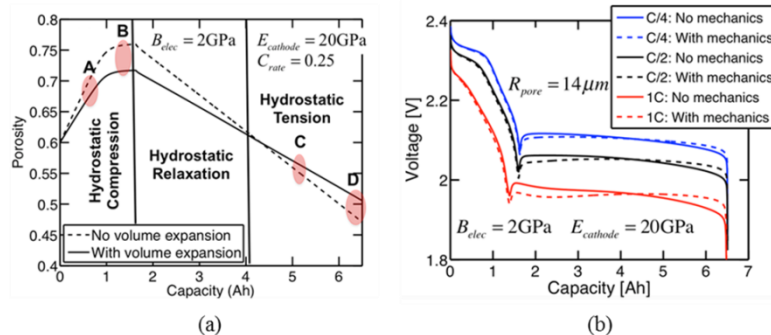 (a)
0.8
0.75
0.7
0.65
0.6
0.55
0.5
0.45
0.4
Porosity
0 1 2 3 4 5 6
Capacity (Ah)
A
B
C
D
B_elec = 2GPa
E_cathode = 20GPa
C_rate = 0.25
Hydrostatic
Compression
Hydrostatic
Relaxation
Hydrostatic
Tension
No volume expansion
With volume expansion
(a)
(b)
2.4
2.2
2
1.8
Voltage [V]
0 1 2 3 4 5 6 7
Capacity [Ah]
C/4: No mechanics
C/4: With mechanics
C/2: No mechanics
C/2: With mechanics
1C: No mechanics
1C: With mechanics
R_pore = 14μm
B_elec = 2GPa E_cathode = 20GPa
(b)